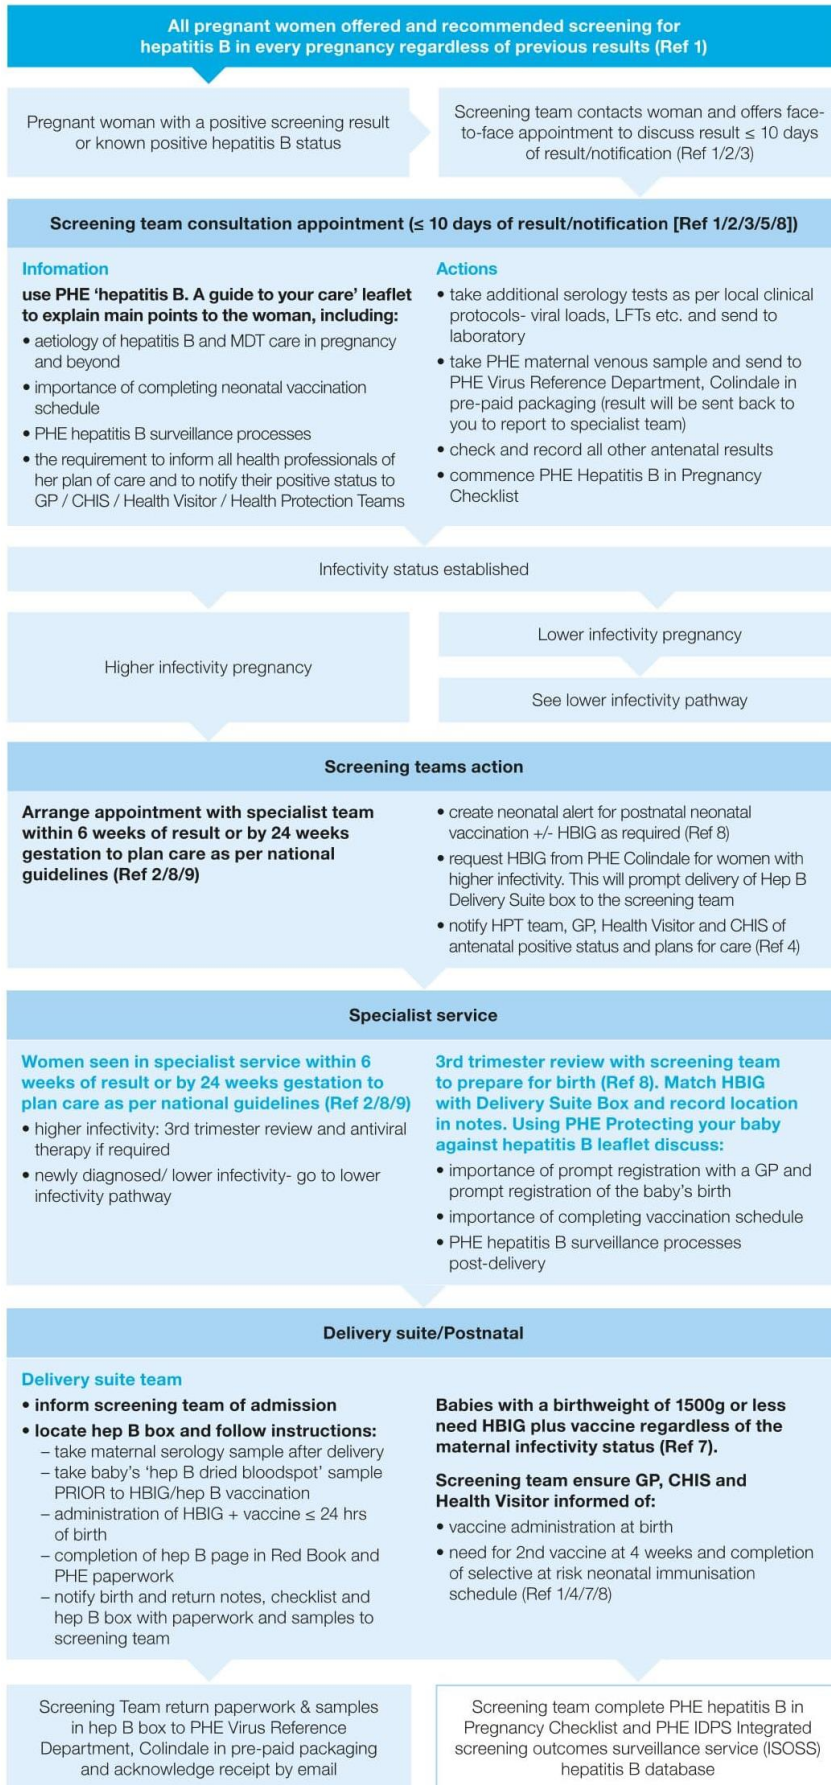 All pregnant women offered and recommended screening for
hepatitis B in every pregnancy regardless of previous results (Ref 1)
Pregnant woman with a positive screening result
or known positive hepatitis B status
Screening team contacts woman and offers face-
to-face appointment to discuss result ≤ 10 days
of result/notification (Ref 1/2/3)
Screening team consultation appointment (≤ 10 days of result/notification [Ref 1/2/3/5/8])
Infomation
use PHE ‘hepatitis B. A guide to your care’ leaflet
to explain main points to the woman, including:
• aetiology of hepatitis B and MDT care in pregnancy
and beyond
• importance of completing neonatal vaccination
schedule
• PHE hepatitis B surveillance processes
• the requirement to inform all health professionals of
her plan of care and to notify their positive status to
GP / CHIS / Health Visitor / Health Protection Teams
Actions
• take additional serology tests as per local clinical
protocols- viral loads, LFTs etc. and send to
laboratory
• take PHE maternal venous sample and send to
PHE Virus Reference Department, Colindale in
pre-paid packaging (result will be sent back to
you to report to specialist team)
• check and record all other antenatal results
• commence PHE Hepatitis B in Pregnancy
Checklist
Infectivity status established
Higher infectivity pregnancy
Lower infectivity pregnancy
See lower infectivity pathway
Screening teams action
Arrange appointment with specialist team
within 6 weeks of result or by 24 weeks
gestation to plan care as per national
guidelines (Ref 2/8/9)
• create neonatal alert for postnatal neonatal
vaccination +/- HBIG as required (Ref 8)
• request HBIG from PHE Colindale for women with
higher infectivity. This will prompt delivery of Hep B
Delivery Suite box to the screening team
• notify HPT team, GP, Health Visitor and CHIS of
antenatal positive status and plans for care (Ref 4)
Specialist service
Women seen in specialist service within 6
weeks of result or by 24 weeks gestation to
plan care as per national guidelines (Ref 2/8/9)
• higher infectivity: 3rd trimester review and antiviral
therapy if required
• newly diagnosed/ lower infectivity- go to lower
infectivity pathway
3rd trimester review with screening team
to prepare for birth (Ref 8). Match HBIG
with Delivery Suite Box and record location
in notes. Using PHE Protecting your baby
against hepatitis B leaflet discuss:
• importance of prompt registration with a GP and
prompt registration of the baby’s birth
• importance of completing vaccination schedule
• PHE hepatitis B surveillance processes
post-delivery
Delivery suite/Postnatal
Delivery suite team
• inform screening team of admission
• locate hep B box and follow instructions:
– take maternal serology sample after delivery
– take baby’s ‘hep B dried bloodspot’ sample
PRIOR to HBIG/hep B vaccination
– administration of HBIG + vaccine ≤ 24 hrs
of birth
– completion of hep B page in Red Book and
PHE paperwork
– notify birth and return notes, checklist and
hep B box with paperwork and samples to
screening team
Babies with a birthweight of 1500g or less
need HBIG plus vaccine regardless of the
maternal infectivity status (Ref 7).
Screening team ensure GP, CHIS and
Health Visitor informed of:
• vaccine administration at birth
• need for 2nd vaccine at 4 weeks and completion
of selective at risk neonatal immunisation
schedule (Ref 1/4/7/8)
Screening Team return paperwork & samples
in hep B box to PHE Virus Reference
Department, Colindale in pre-paid packaging
and acknowledge receipt by email
Screening team complete PHE hepatitis B in
Pregnancy Checklist and PHE IDPS Integrated
screening outcomes surveillance service (ISOSS)
hepatitis B database